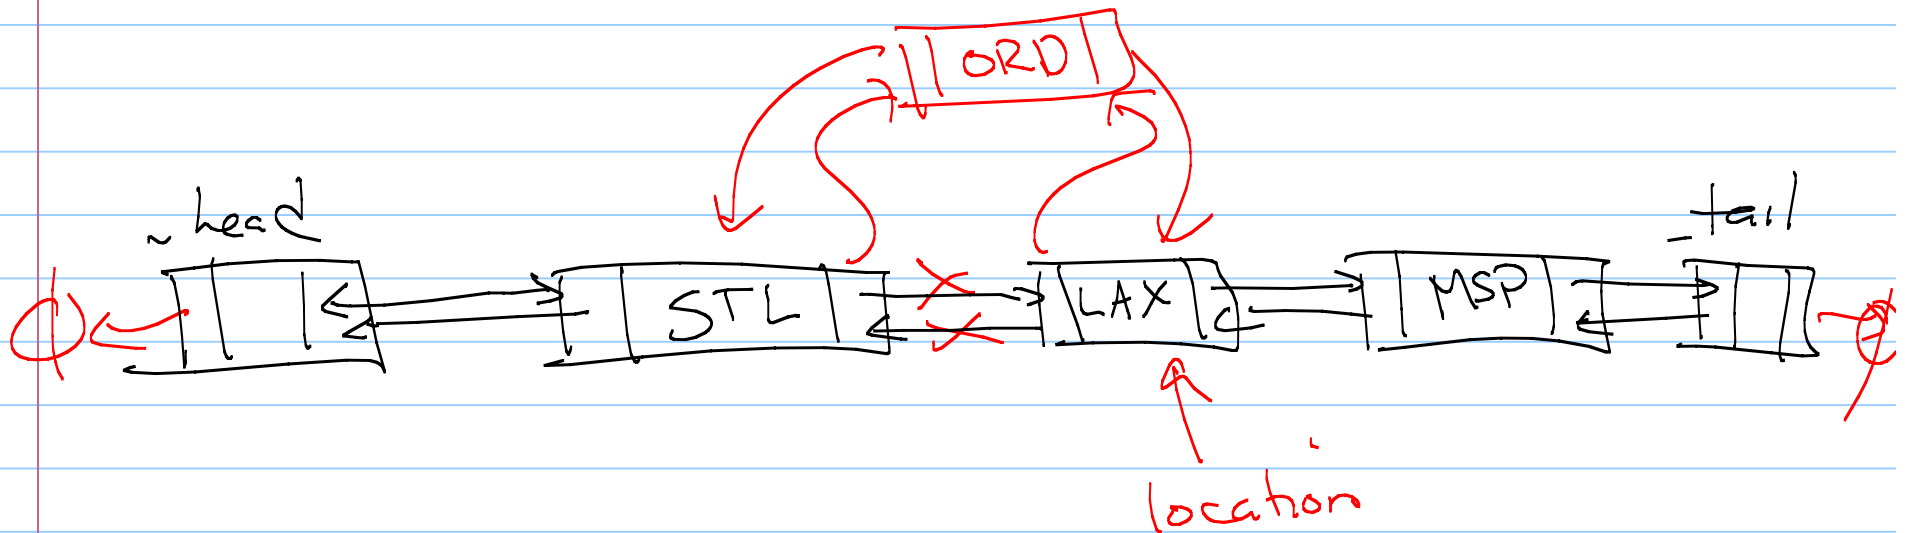 ORD
_head
_tail
STL LAX MSP
location